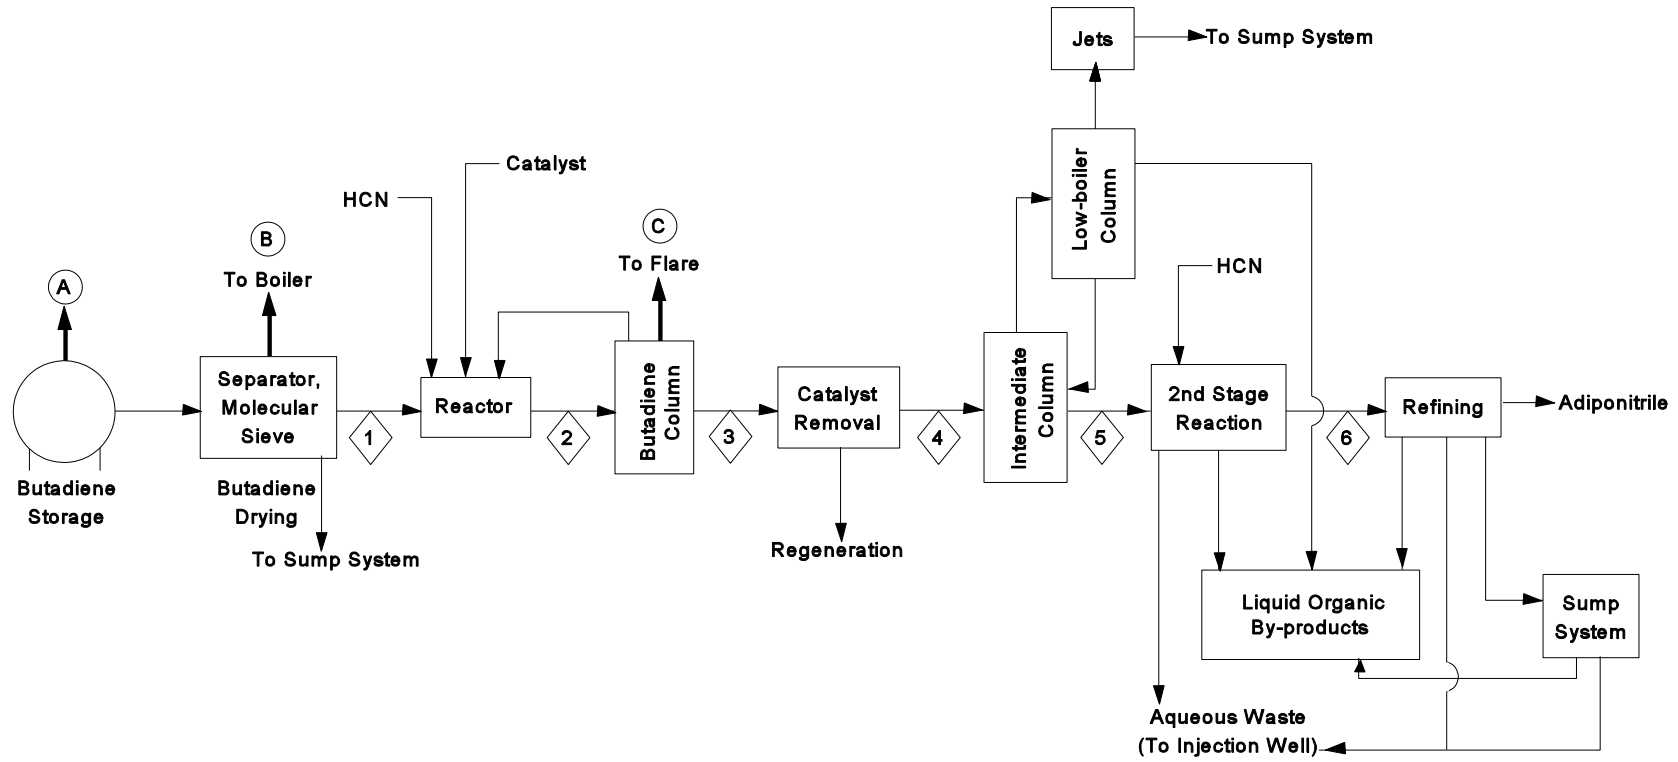 Jets
To Sump System
Low-boiler
Column
Catalyst
HCN
B
C
To Flare
To Boiler
HCN
A
Separator,
Molecular
Sieve
Reactor
Butadiene
Column
Catalyst
Removal
Intermediate
Column
2nd Stage
Reaction
Refining
Adiponitrile
1
2
3
4
5
6
Butadiene
Storage
Butadiene
Drying
To Sump System
Regeneration
Liquid Organic
By-products
Sump
System
Aqueous Waste
(To Injection Well)